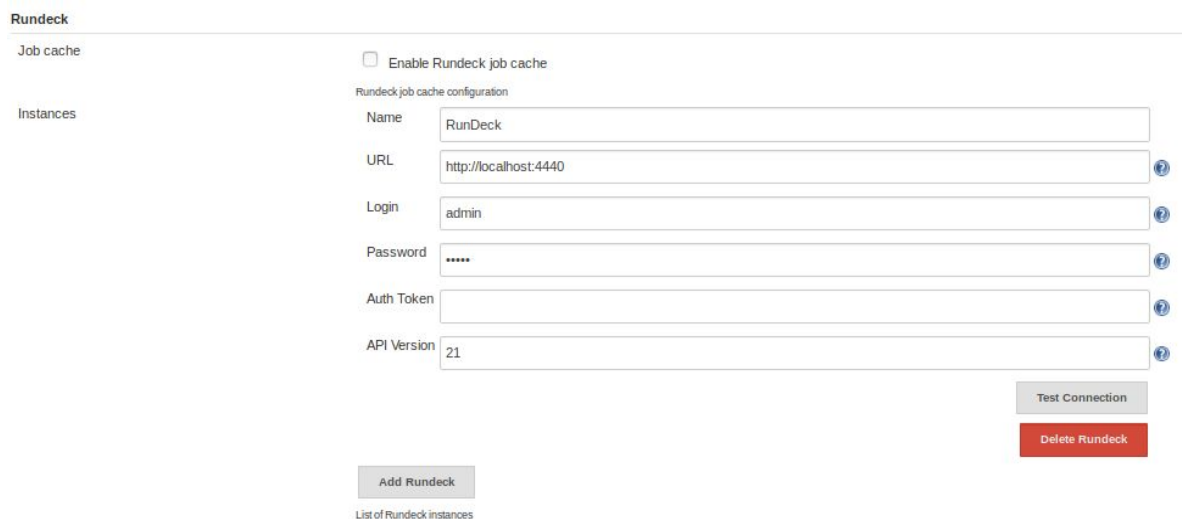 Rundeck
Job cache
Enable Rundeck job cache
Rundeck job cache configuration
Instances
Name
RunDeck
URL
http://localhost:4440
Login
admin
Password
•••••
Auth Token
API Version
21
Test Connection
Delete Rundeck
Add Rundeck
List of Rundeck instances